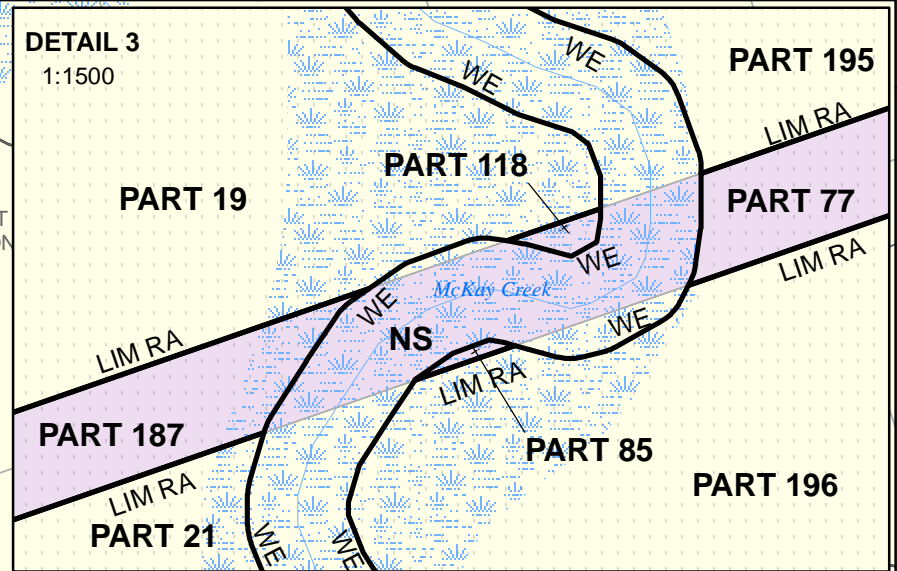 DETAIL 3
1:1500
WE
WE
PART 195
LIM RA
PART 118
PART 19
PART 77
T
ON
WE
LIM RA
McKay Creek
WE
WE
NS
LIM RA
LIM RA
PART 187
PART 85
LIM RA
PART 196
PART 21
WE
WE